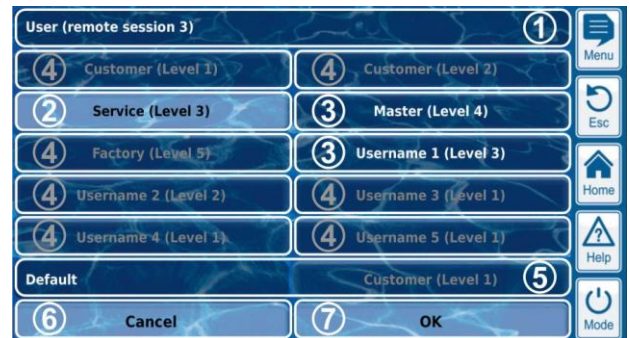 User (remote session 3) 1
4 Customer (Level 1) 4 Customer (Level 2)
2 Service (Level 3) 3 Master (Level 4)
4 Factory (Level 5) 3 Username 1 (Level 3)
4 Username 2 (Level 2) 4 Username 3 (Level 1)
4 Username 4 (Level 1) 4 Username 5 (Level 1)
Default Customer (Level 1) 5
6 Cancel 7 OK
Menu
Esc
Home
?
Help
Mode